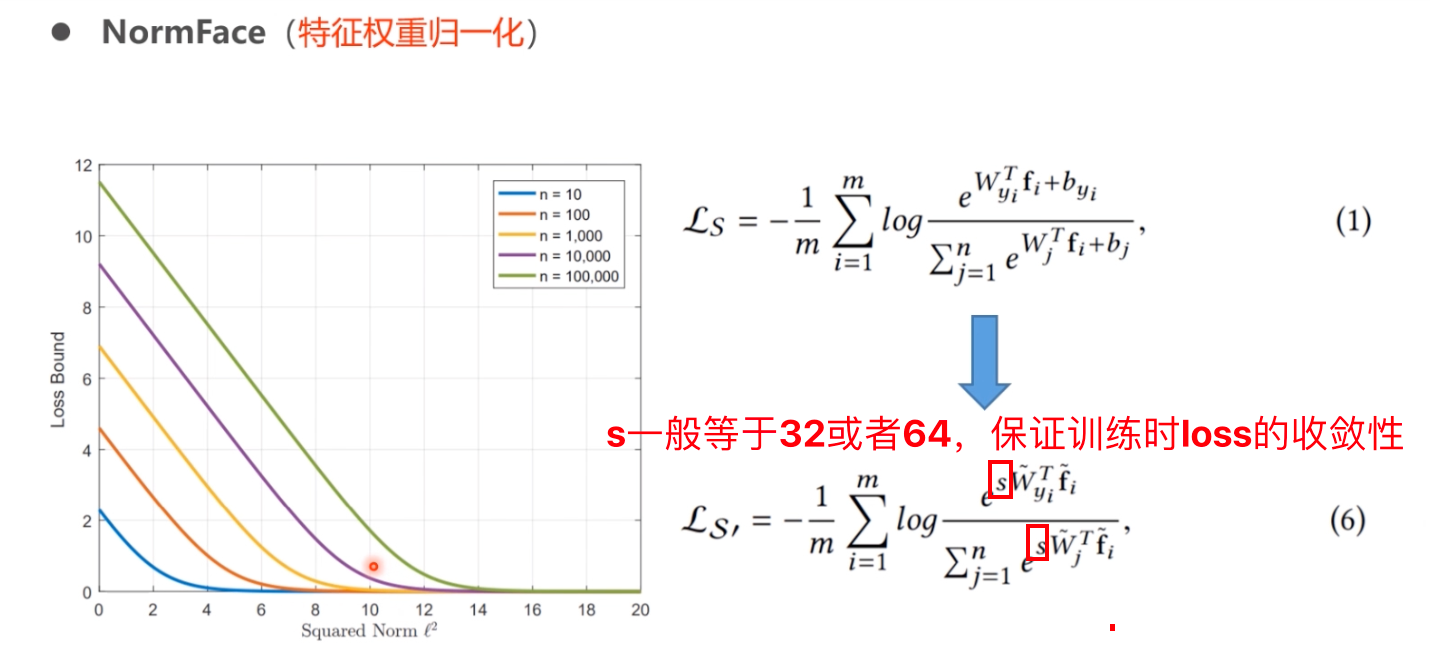 ● NormFace（特征权重归一化）
12
10
8
6
4
2
0
Loss Bound
n = 10
n = 100
n = 1,000
n = 10,000
n = 100,000
0 2 4 6 8 10 12 14 16 18 20
Squared Norm ℓ²
𝓛_S = −\frac{1}{m} \sum_{i=1}^{m} log \frac{e^{W_{y_i}^T \mathbf{f}_i + b_{y_i}}}{\sum_{j=1}^{n} e^{W_j^T \mathbf{f}_i + b_j}}, (1)
s一般等于32或者64，保证训练时loss的收敛性
𝓛_{S′} = −\frac{1}{m} \sum_{i=1}^{m} log \frac{e^{s\tilde{W}_{y_i}^T \tilde{\mathbf{f}}_i}}{\sum_{j=1}^{n} e^{s\tilde{W}_j^T \tilde{\mathbf{f}}_i}}, (6)